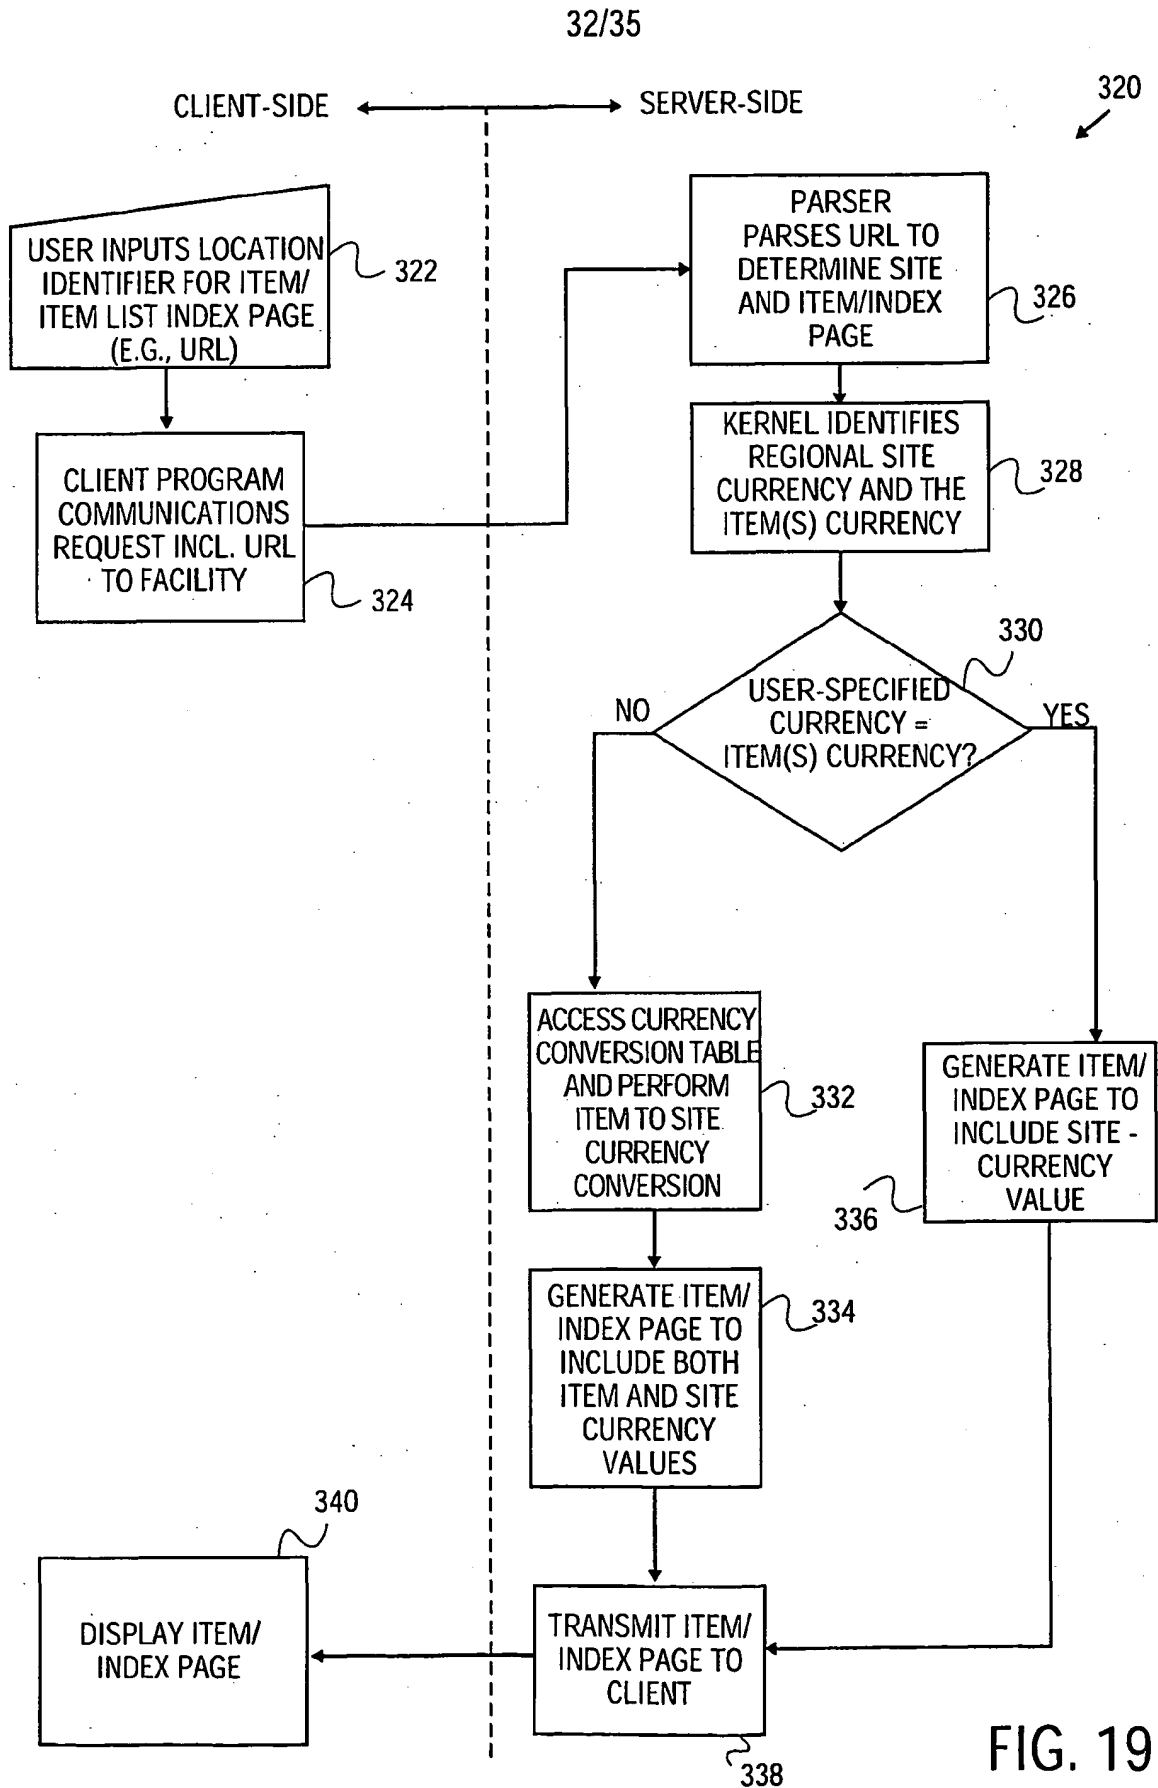 32/35
CLIENT-SIDE
SERVER-SIDE
320
USER INPUTS LOCATION
IDENTIFIER FOR ITEM/
ITEM LIST INDEX PAGE
(E.G., URL)
322
CLIENT PROGRAM
COMMUNICATIONS
REQUEST INCL. URL
TO FACILITY
324
PARSER
PARSES URL TO
DETERMINE SITE
AND ITEM/INDEX
PAGE
326
KERNEL IDENTIFIES
REGIONAL SITE
CURRENCY AND THE
ITEM(S) CURRENCY
328
330
USER-SPECIFIED
CURRENCY =
ITEM(S) CURRENCY?
NO
YES
ACCESS CURRENCY
CONVERSION TABLE
AND PERFORM
ITEM TO SITE
CURRENCY
CONVERSION
332
GENERATE ITEM/
INDEX PAGE TO
INCLUDE SITE -
CURRENCY
VALUE
336
GENERATE ITEM/
INDEX PAGE TO
INCLUDE BOTH
ITEM AND SITE
CURRENCY
VALUES
334
340
DISPLAY ITEM/
INDEX PAGE
TRANSMIT ITEM/
INDEX PAGE TO
CLIENT
338
FIG. 19